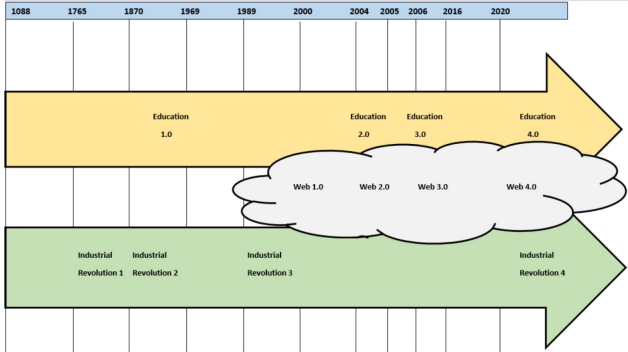 1088 1765 1870 1969 1989 2000 2004 2005 2006 2016 2020
Education
1.0
Education
2.0
Education
3.0
Education
4.0
Web 1.0 Web 2.0 Web 3.0 Web 4.0
Industrial
Revolution 1
Industrial
Revolution 2
Industrial
Revolution 3
Industrial
Revolution 4